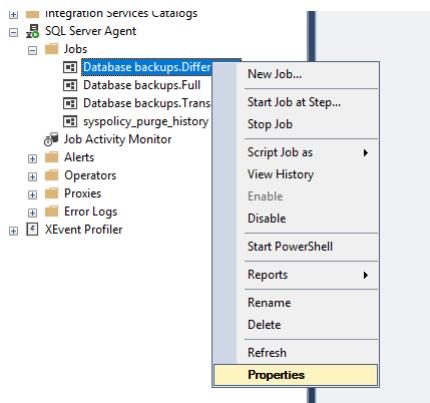 Integration Services Catalogs
SQL Server Agent
Jobs
Database backups.Differ
Database backups.Full
Database backups.Trans
syspolicy_purge_history
Job Activity Monitor
Alerts
Operators
Proxies
Error Logs
XEvent Profiler
New Job...
Start Job at Step...
Stop Job
Script Job as
View History
Enable
Disable
Start PowerShell
Reports
Rename
Delete
Refresh
Properties